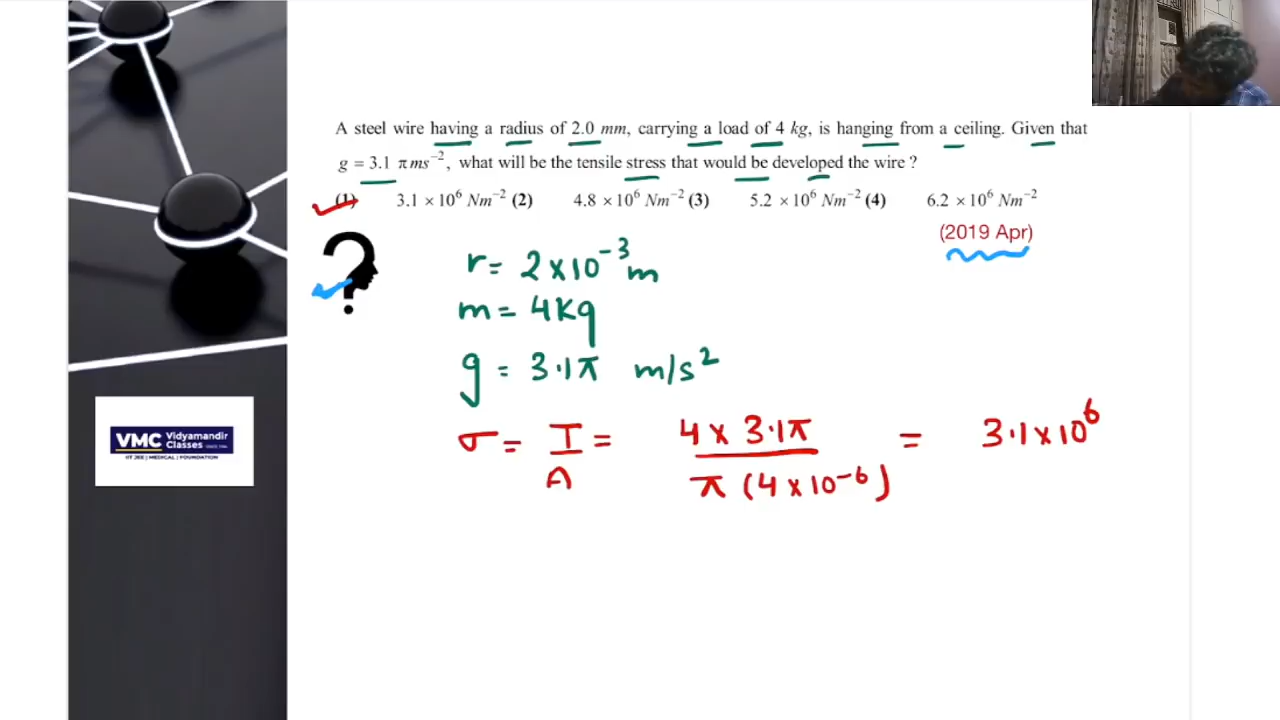 A steel wire having a radius of 2.0 mm, carrying a load of 4 kg, is hanging from a ceiling. Given that
g = 3.1 π ms⁻², what will be the tensile stress that would be developed the wire ?
(1) 3.1 × 10⁶ Nm⁻² (2) 4.8 × 10⁶ Nm⁻² (3) 5.2 × 10⁶ Nm⁻² (4) 6.2 × 10⁶ Nm⁻²
(2019 Apr)
r = 2×10⁻³ m
m = 4Kg
g = 3.1π m/s²
σ = T/A = 4 × 3.1π / π (4 × 10⁻⁶) = 3.1 × 10⁶
VMC Vidyamandir Classes
SINCE 1986
IIT JEE | MEDICAL | FOUNDATION